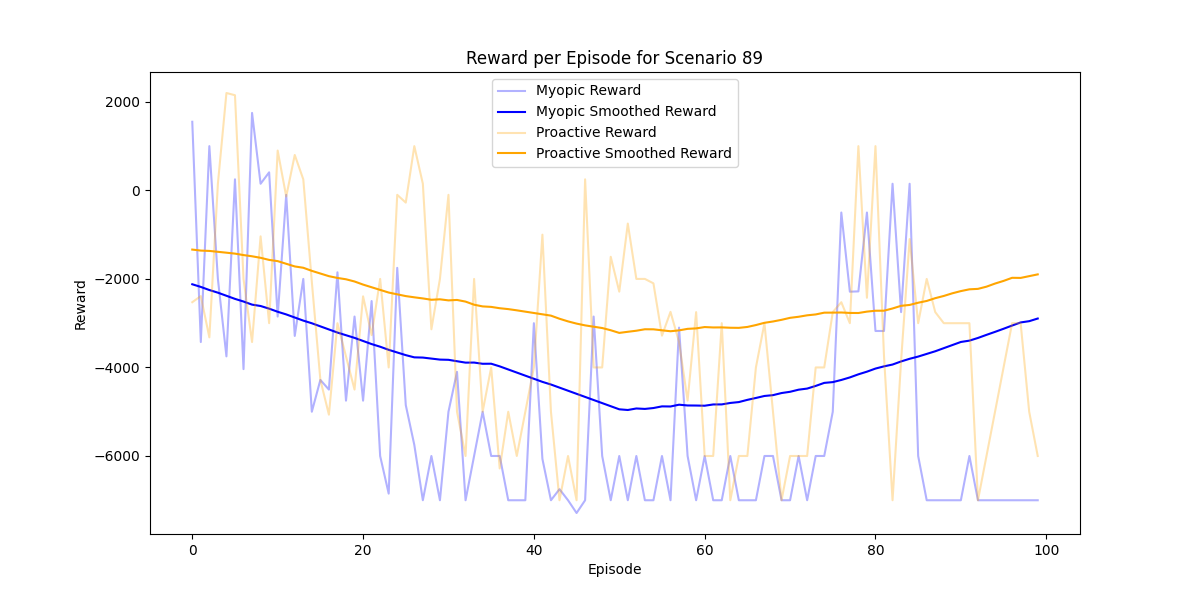 Reward per Episode for Scenario 89
Myopic Reward
Myopic Smoothed Reward
Proactive Reward
Proactive Smoothed Reward
2000
0
−2000
−4000
−6000
Reward
0 20 40 60 80 100
Episode